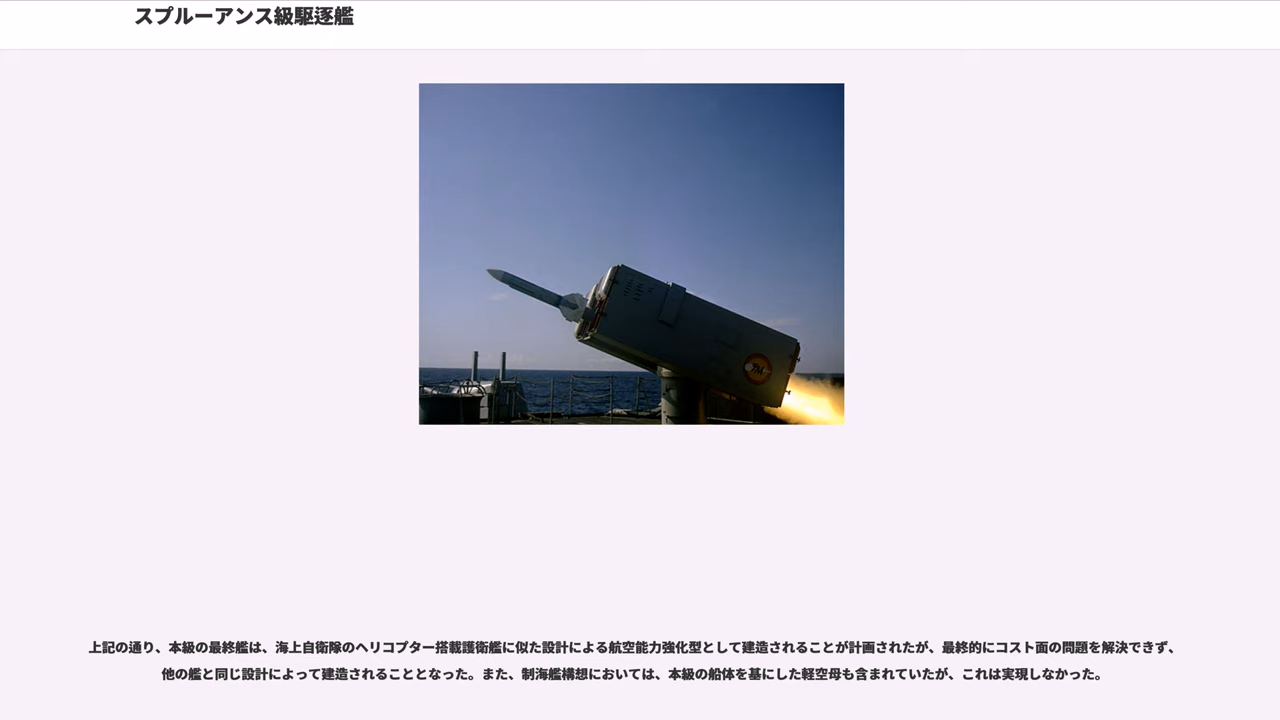 スプルーアンス級駆逐艦
上記の通り、本級の最終艦は、海上自衛隊のヘリコプター搭載護衛艦に似た設計による航空能力強化型として建造されることが計画されたが、最終的にコスト面の問題を解決できず、
他の艦と同じ設計によって建造されることとなった。また、制海艦構想においては、本級の船体を基にした軽空母も含まれていたが、これは実現しなかった。